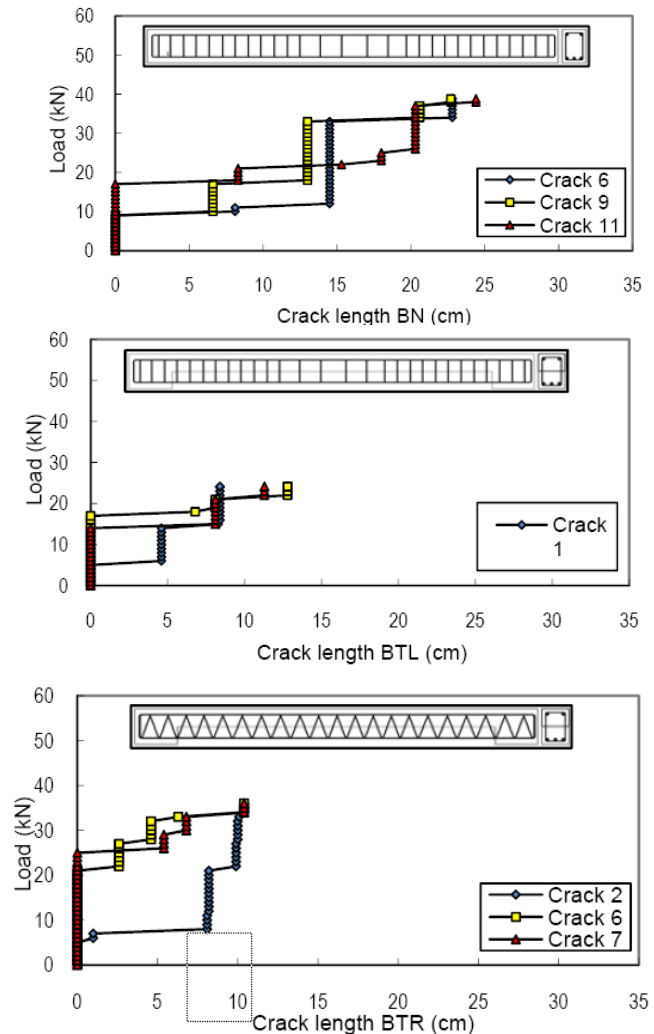 60
50
40
30
20
10
0
Load (kN)
Crack 6
Crack 9
Crack 11
0 5 10 15 20 25 30 35
Crack length BN (cm)
60
50
40
30
20
10
0
Load (kN)
Crack
1
0 5 10 15 20 25 30 35
Crack length BTL (cm)
60
50
40
30
20
10
0
Load (kN)
Crack 2
Crack 6
Crack 7
0 5 10 15 20 25 30 35
Crack length BTR (cm)